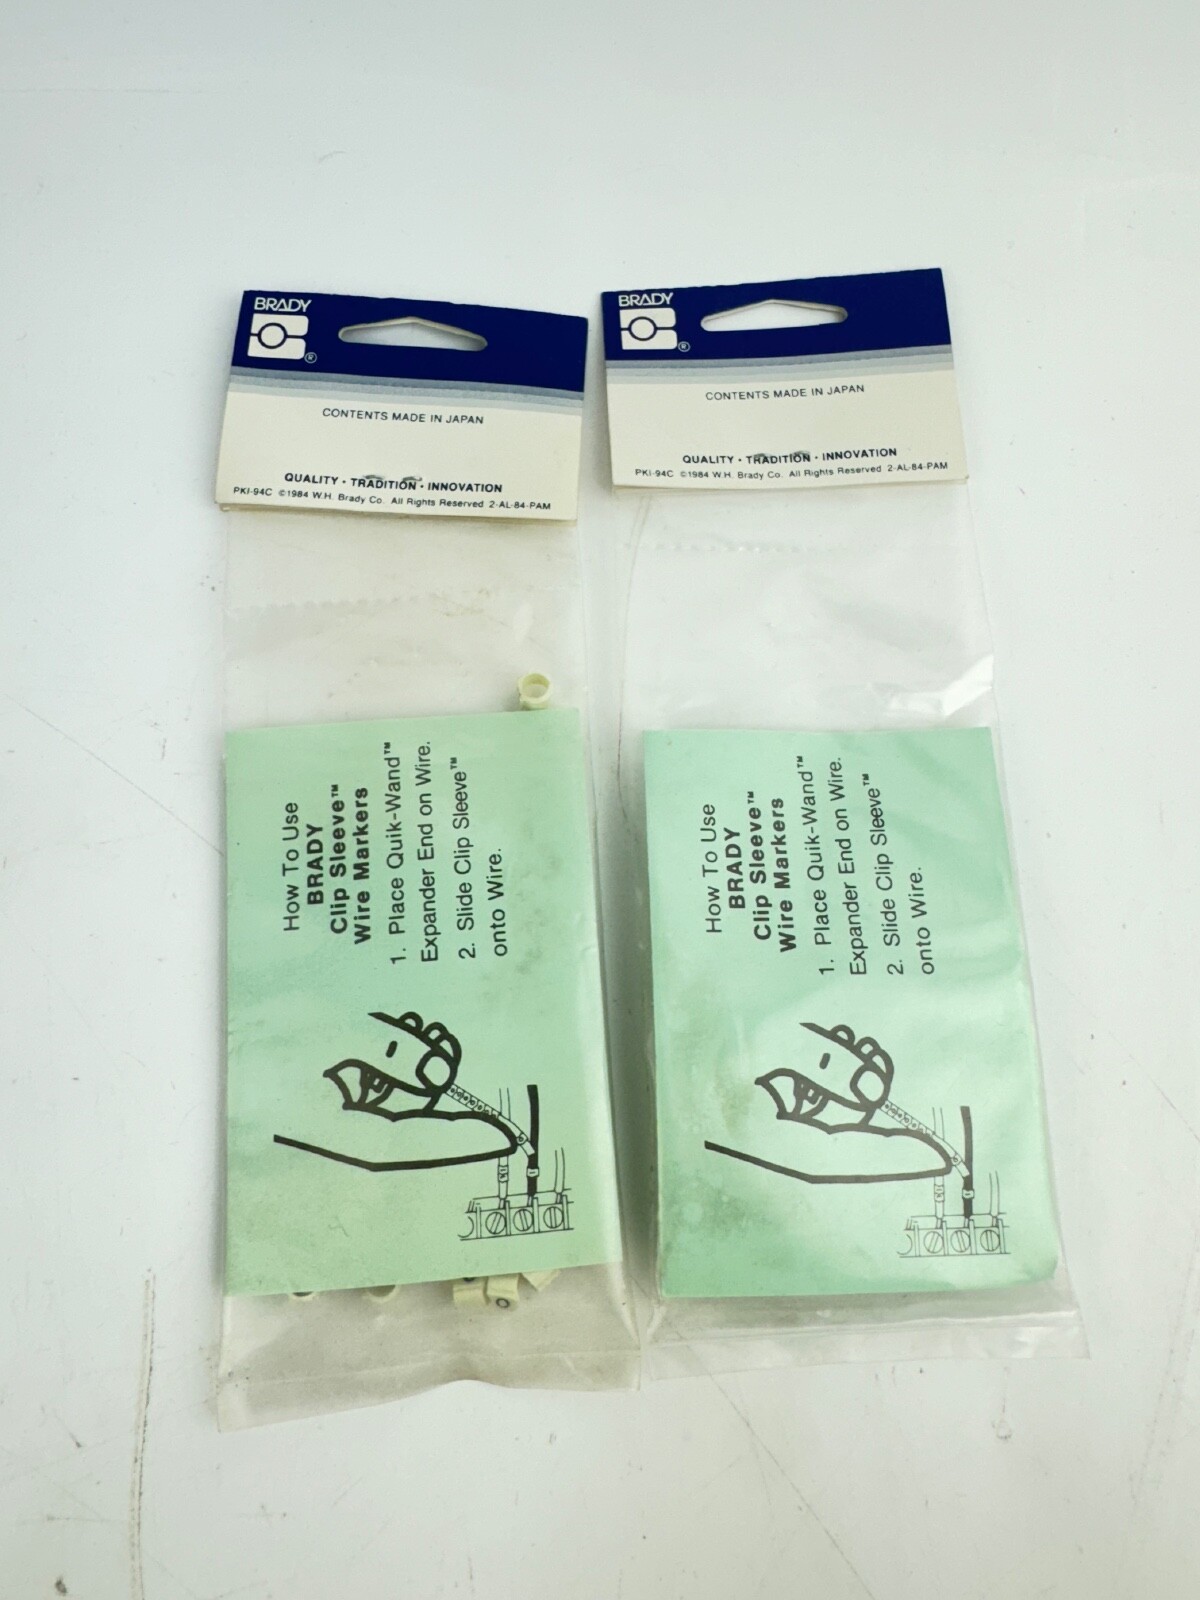 BRADY
®
CONTENTS MADE IN JAPAN
QUALITY • TRADITION • INNOVATION
PKI-94C ©1984 W.H. Brady Co. All Rights Reserved 2-AL-84-PAM
How To Use
BRADY
Clip Sleeve™
Wire Markers
1. Place Quik-Wand™
Expander End on Wire.
2. Slide Clip Sleeve™
onto Wire.
BRADY
®
CONTENTS MADE IN JAPAN
QUALITY • TRADITION • INNOVATION
PKI-94C ©1984 W.H. Brady Co. All Rights Reserved 2-AL-84-PAM
How To Use
BRADY
Clip Sleeve™
Wire Markers
1. Place Quik-Wand™
Expander End on Wire.
2. Slide Clip Sleeve™
onto Wire.